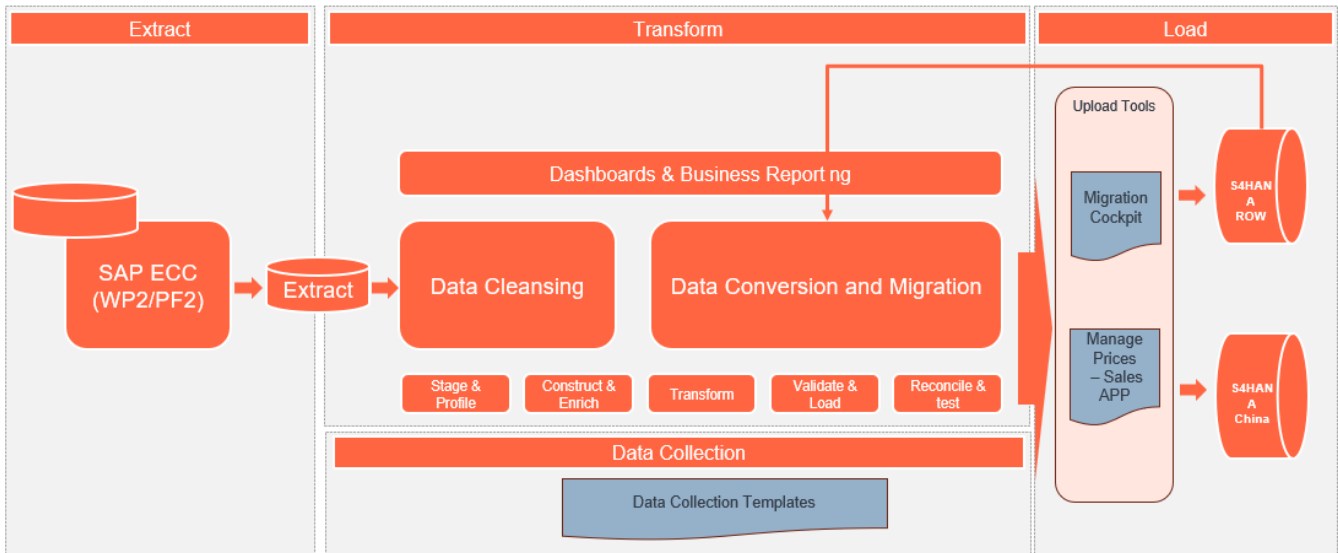 Extract
Transform
Load
Upload Tools
Dashboards & Business Report ng
S4HAN
A
ROW
Migration
Cockpit
SAP ECC
(WP2/PF2)
Extract
Data Cleansing
Data Conversion and Migration
Manage
Prices
– Sales
APP
S4HAN
A
China
Stage &
Profile
Construct &
Enrich
Transform
Validate &
Load
Reconcile &
test
Data Collection
Data Collection Templates